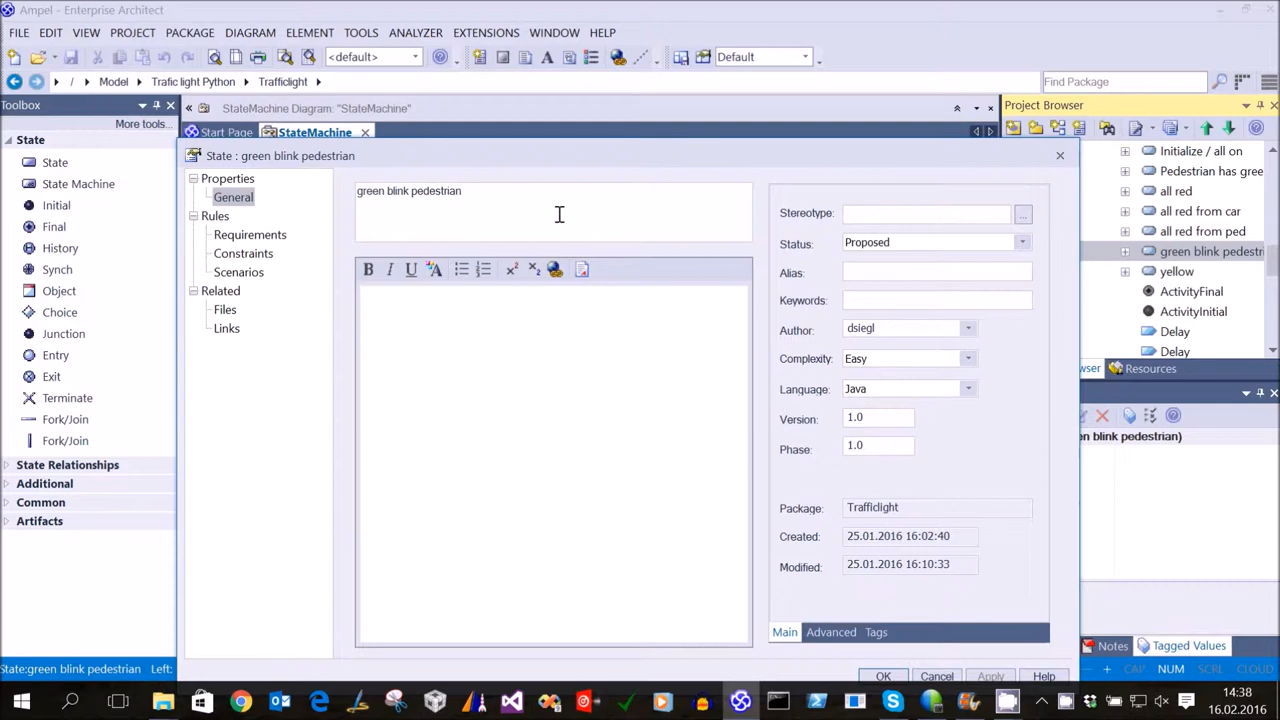 Ampel - Enterprise Architect
FILE EDIT VIEW PROJECT PACKAGE DIAGRAM ELEMENT TOOLS ANALYZER EXTENSIONS WINDOW HELP
<default> Default
/ Model Trafic light Python Trafficlight Find Package
Toolbox
More tools...
State
State
State Machine
Initial
Final
History
Synch
Object
Choice
Junction
Entry
Exit
Terminate
Fork/Join
Fork/Join
State Relationships
Additional
Common
Artifacts
StateMachine Diagram: "StateMachine"
Start Page StateMachine
State : green blink pedestrian
Properties
General
Rules
Requirements
Constraints
Scenarios
Related
Files
Links
green blink pedestrian
B I U
Stereotype: ...
Status: Proposed
Alias:
Keywords:
Author: dsiegl
Complexity: Easy
Language: Java
Version: 1.0
Phase: 1.0
Package: Trafficlight
Created: 25.01.2016 16:02:40
Modified: 25.01.2016 16:10:33
Main Advanced Tags
OK Cancel Apply Help
Project Browser
Initialize / all on
Pedestrian has gree
all red
all red from car
all red from ped
green blink pedestri
yellow
ActivityFinal
ActivityInitial
Delay
Delay
wser Resources
en blink pedestrian)
Notes Tagged Values
State:green blink pedestrian Left:
CAP NUM SCRL CLOUD
14:38
16.02.2016